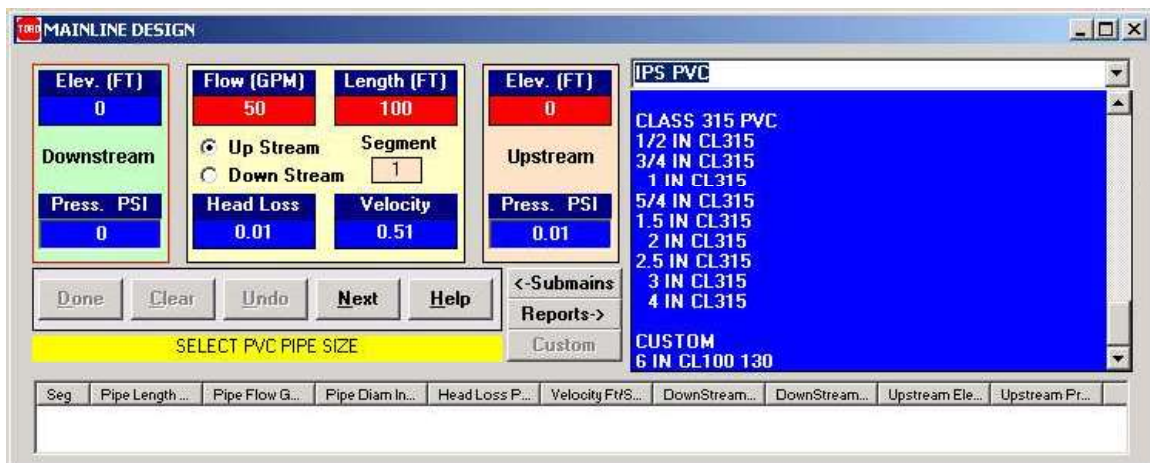 TORO MAINLINE DESIGN
Elev. (FT)
0
Downstream
Press. PSI
0
Flow (GPM) Length (FT)
50 100
Up Stream Segment
Down Stream 1
Head Loss Velocity
0.01 0.51
Elev. (FT)
0
Upstream
Press. PSI
0.01
IPS PVC
CLASS 315 PVC
1/2 IN CL315
3/4 IN CL315
1 IN CL315
5/4 IN CL315
1.5 IN CL315
2 IN CL315
2.5 IN CL315
3 IN CL315
4 IN CL315
CUSTOM
6 IN CL100 130
Done Clear Undo Next Help
<-Submains
Reports->
Custom
SELECT PVC PIPE SIZE
Seg Pipe Length ... Pipe Flow G... Pipe Diam In... Head Loss P... Velocity Ft/S... DownStream... DownStream... Upstream Ele... Upstream Pr...